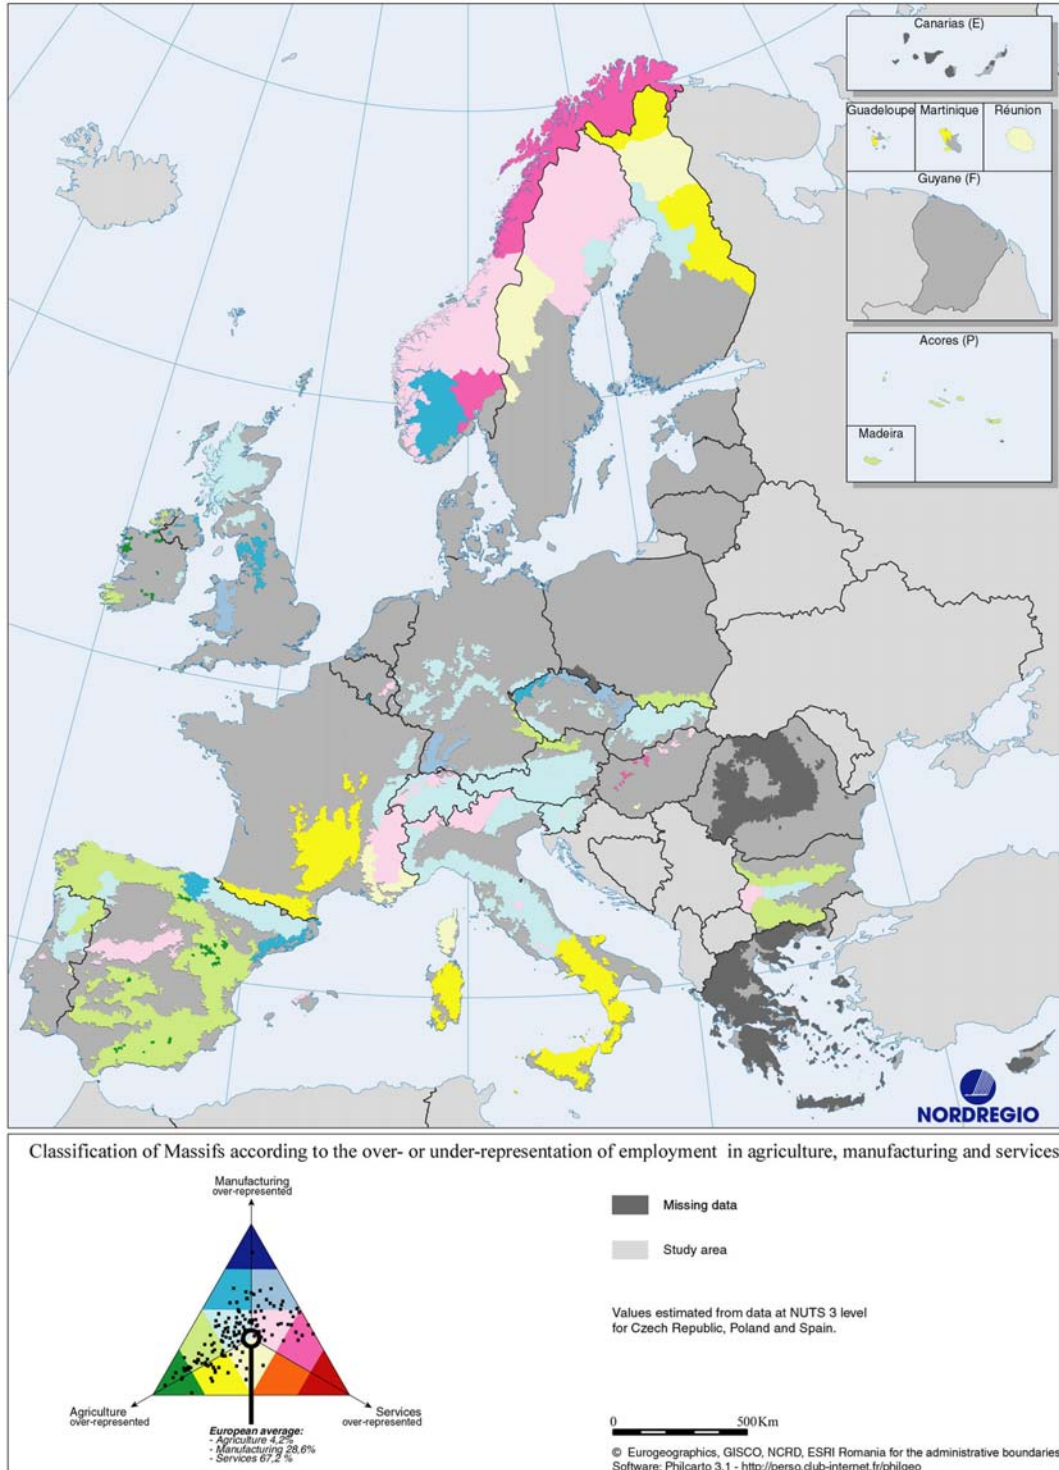 Canarias (E)
Guadeloupe
Martinique
Réunion
Guyane (F)
Acores (P)
Madeira
NORDREGIO
Classification of Massifs according to the over- or under-representation of employment in agriculture, manufacturing and services
Manufacturing
over-represented
Agriculture
over-represented
Services
over-represented
European average:
- Agriculture 4,2%
- Manufacturing 28,6%
- Services 67,2 %
Missing data
Study area
Values estimated from data at NUTS 3 level
for Czech Republic, Poland and Spain.
0 500 Km
© Eurogeographics, GISCO, NCRD, ESRI Romania for the administrative boundaries
Software: Philcarto 3.1 - http://perso.club-internet.fr/philgeo